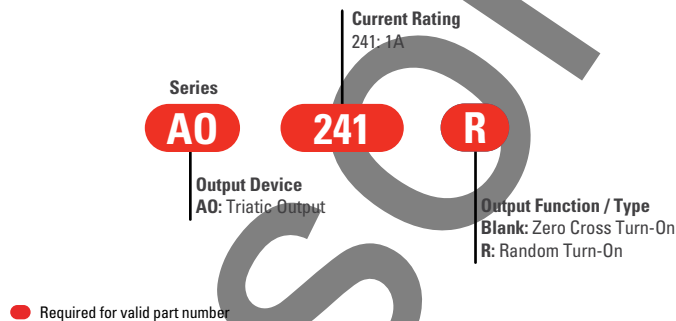 Current Rating
241: 1A
Series
AO 241 R
Output Device
AO: Triatic Output
Output Function / Type
Blank: Zero Cross Turn-On
R: Random Turn-On
Required for valid part number